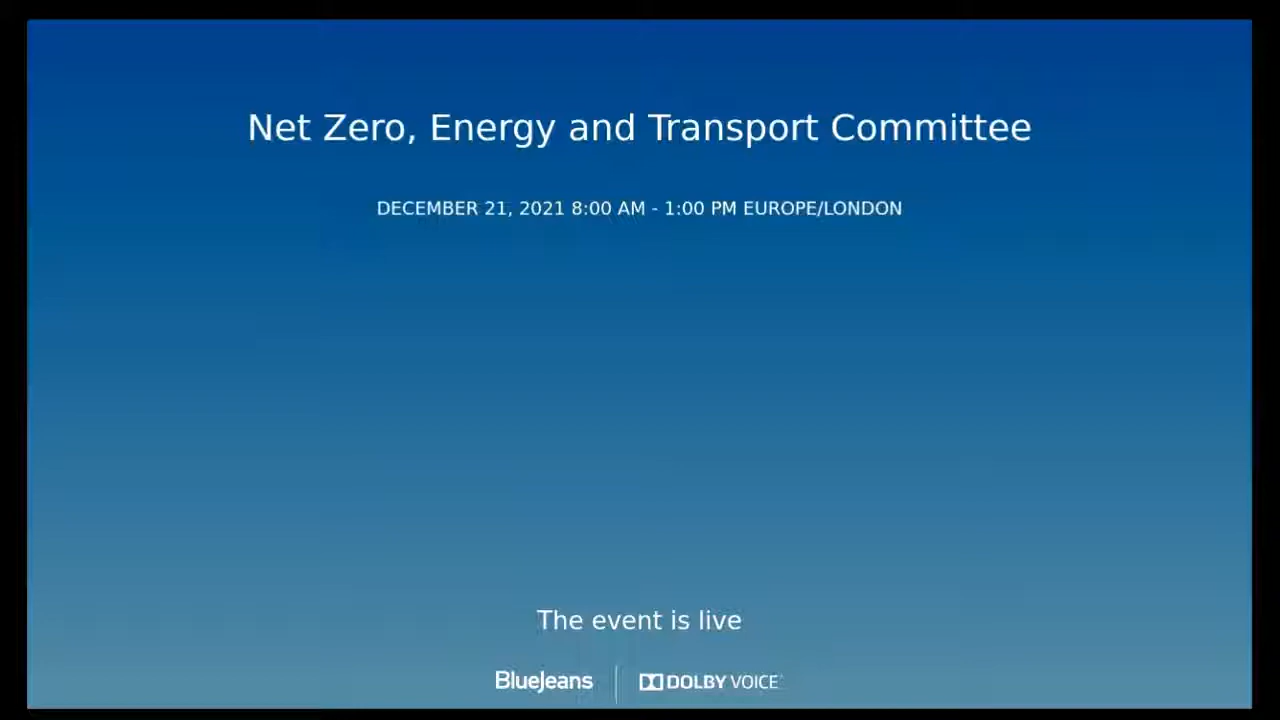 Net Zero, Energy and Transport Committee
DECEMBER 21, 2021 8:00 AM - 1:00 PM EUROPE/LONDON
The event is live
BlueJeans | DOLBY VOICE